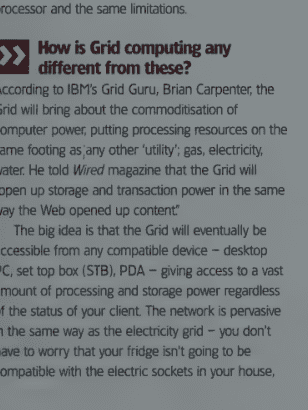 rocessor and the same limitations.
>> How is Grid computing any
different from these?
ccording to IBM's Grid Guru, Brian Carpenter, the
Grid will bring about the commoditisation of
omputer power, putting processing resources on the
ame footing as any other 'utility'; gas, electricity,
ater. He told Wired magazine that the Grid will
open up storage and transaction power in the same
ay the Web opened up content."
The big idea is that the Grid will eventually be
ccessible from any compatible device – desktop
PC, set top box (STB), PDA – giving access to a vast
mount of processing and storage power regardless
of the status of your client. The network is pervasive
n the same way as the electricity grid – you don't
ave to worry that your fridge isn't going to be
ompatible with the electric sockets in your house,